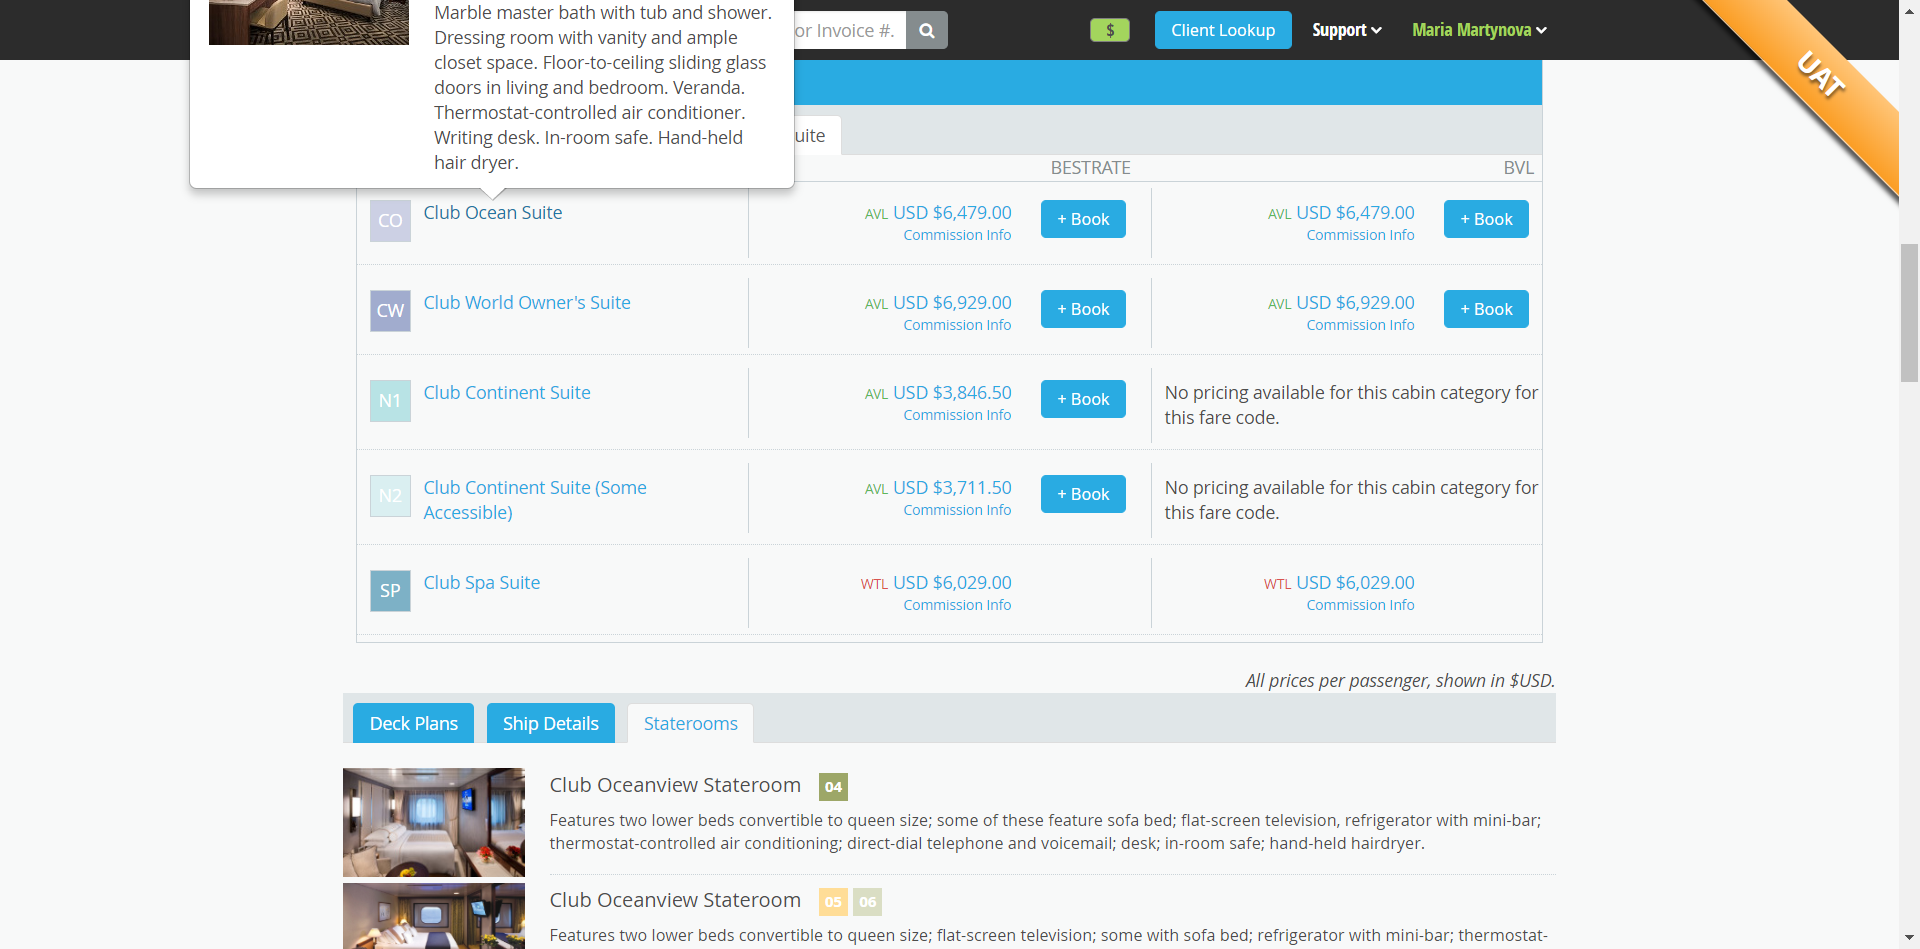 Marble master bath with tub and shower.
Dressing room with vanity and ample
closet space. Floor-to-ceiling sliding glass
doors in living and bedroom. Veranda.
Thermostat-controlled air conditioner.
Writing desk. In-room safe. Hand-held
hair dryer.
or Invoice #.
$
Client Lookup
Support
Maria Martynova
UAT
uite
BESTRATE
BVL
CO
Club Ocean Suite
AVL USD $6,479.00
Commission Info
+ Book
AVL USD $6,479.00
Commission Info
+ Book
CW
Club World Owner's Suite
AVL USD $6,929.00
Commission Info
+ Book
AVL USD $6,929.00
Commission Info
+ Book
N1
Club Continent Suite
AVL USD $3,846.50
Commission Info
+ Book
No pricing available for this cabin category for
this fare code.
N2
Club Continent Suite (Some
Accessible)
AVL USD $3,711.50
Commission Info
+ Book
No pricing available for this cabin category for
this fare code.
SP
Club Spa Suite
WTL USD $6,029.00
Commission Info
WTL USD $6,029.00
Commission Info
All prices per passenger, shown in $USD.
Deck Plans
Ship Details
Staterooms
Club Oceanview Stateroom 04
Features two lower beds convertible to queen size; some of these feature sofa bed; flat-screen television, refrigerator with mini-bar;
thermostat-controlled air conditioning; direct-dial telephone and voicemail; desk; in-room safe; hand-held hairdryer.
Club Oceanview Stateroom 05 06
Features two lower beds convertible to queen size; flat-screen television; some with sofa bed; refrigerator with mini-bar; thermostat-